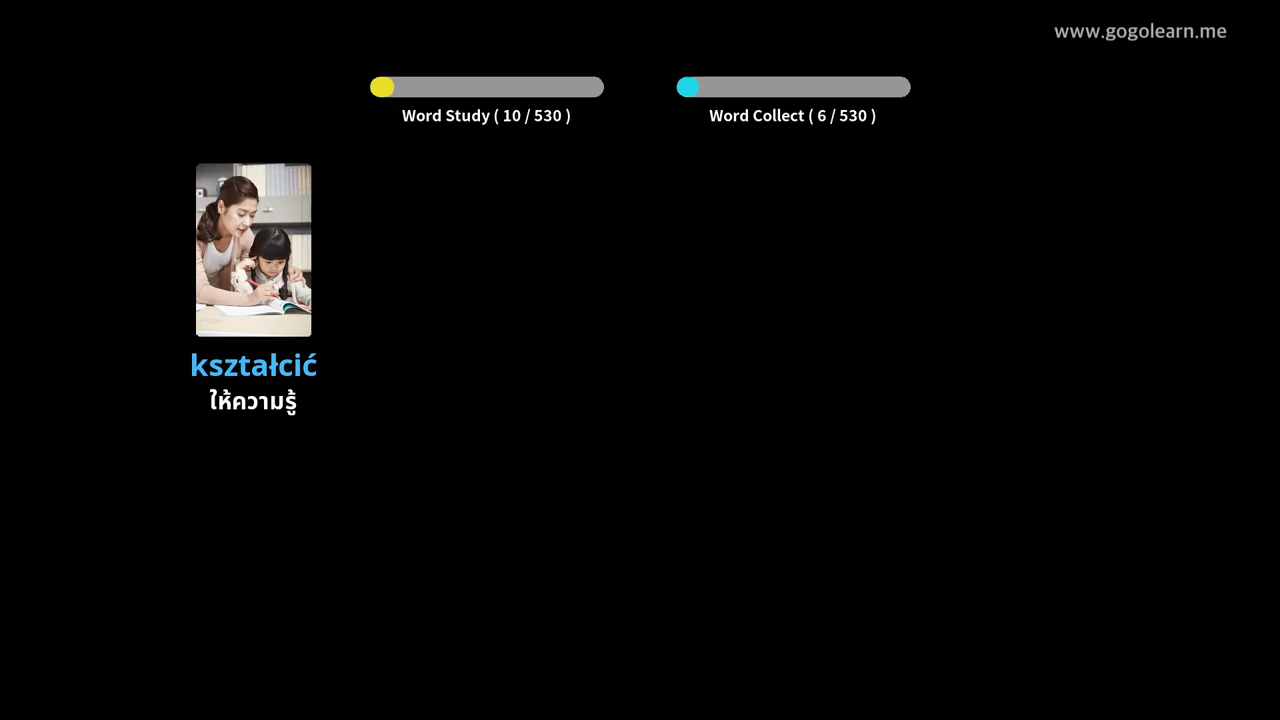 www.gogolearn.me
Word Study ( 10 / 530 )
Word Collect ( 6 / 530 )
kształcić
ให้ความรู้